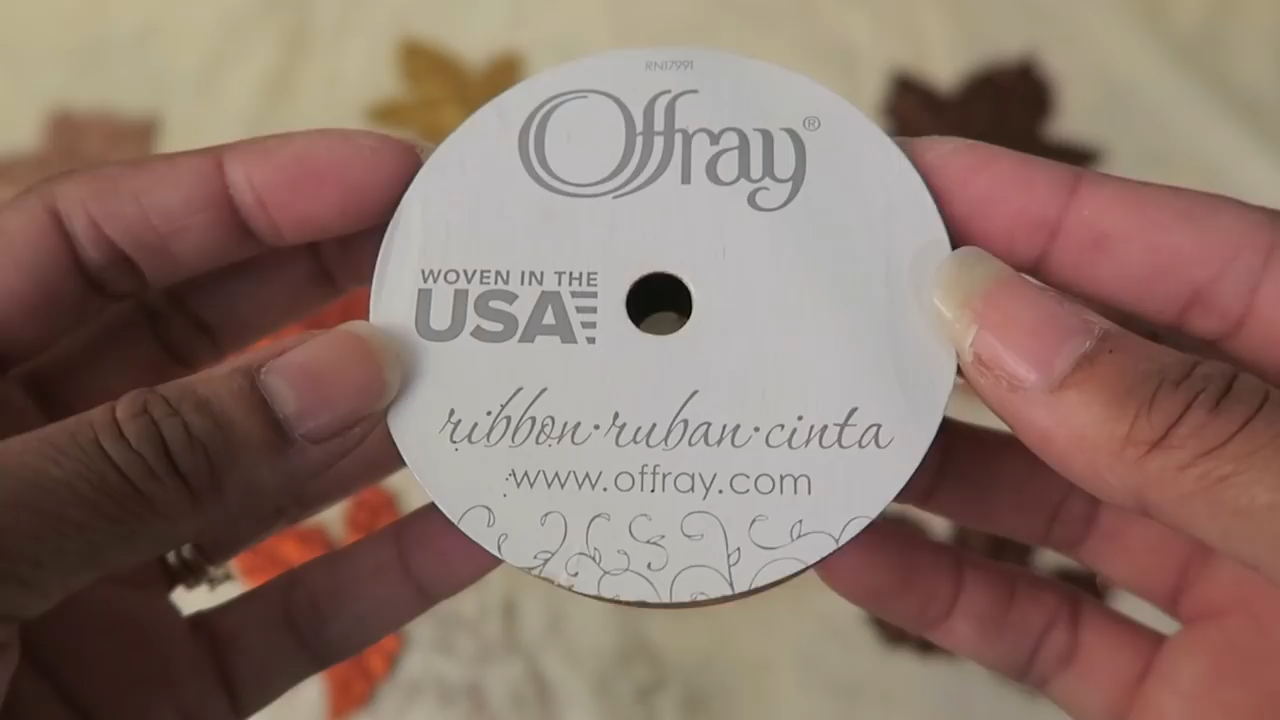 RN17991
Offray®
WOVEN IN THE
USA
ribbon·ruban·cinta
www.offray.com